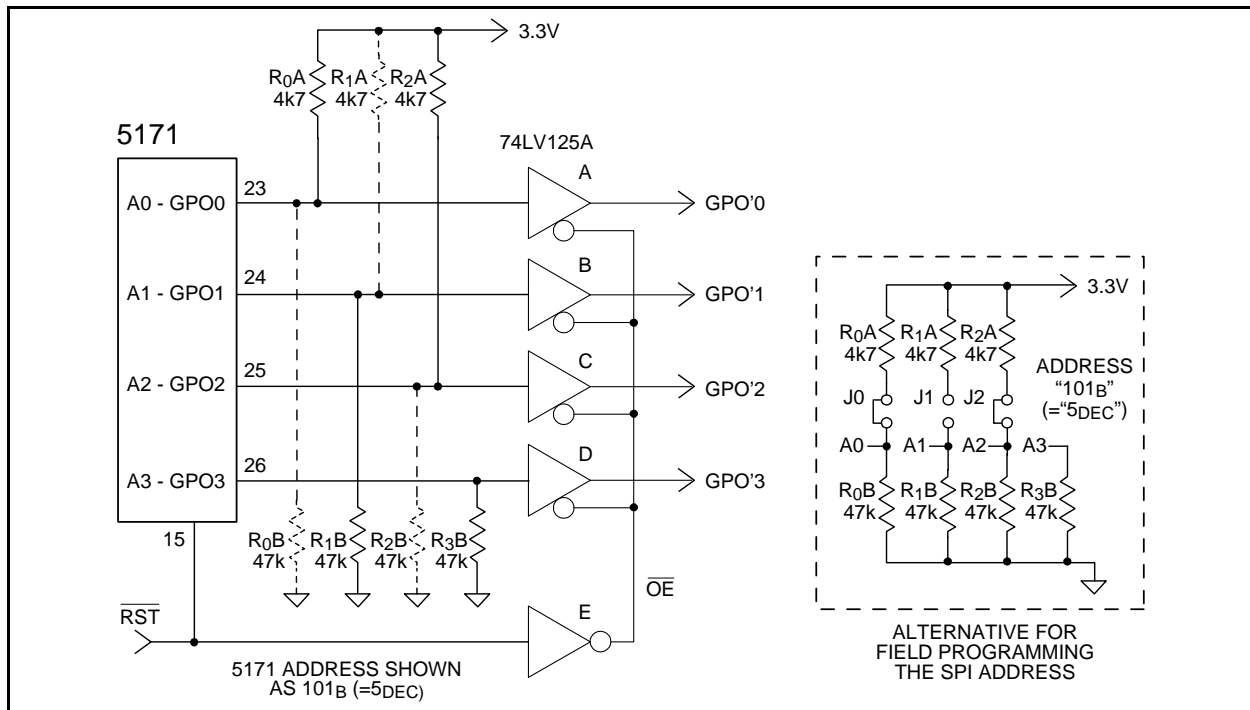 3.3V
R0A
4k7
R1A
4k7
R2A
4k7
5171
74LV125A
A
A0 - GPO0
23
GPO'0
B
A1 - GPO1
24
GPO'1
C
A2 - GPO2
25
GPO'2
D
A3 - GPO3
26
GPO'3
15
R0B
47k
R1B
47k
R2B
47k
R3B
47k
OE
RST
E
5171 ADDRESS SHOWN
AS 101B (=5DEC)
3.3V
R0A
4k7
R1A
4k7
R2A
4k7
ADDRESS
“101B”
(=“5DEC”)
J0
J1
J2
A0
A1
A2
A3
R0B
47k
R1B
47k
R2B
47k
R3B
47k
ALTERNATIVE FOR
FIELD PROGRAMMING
THE SPI ADDRESS